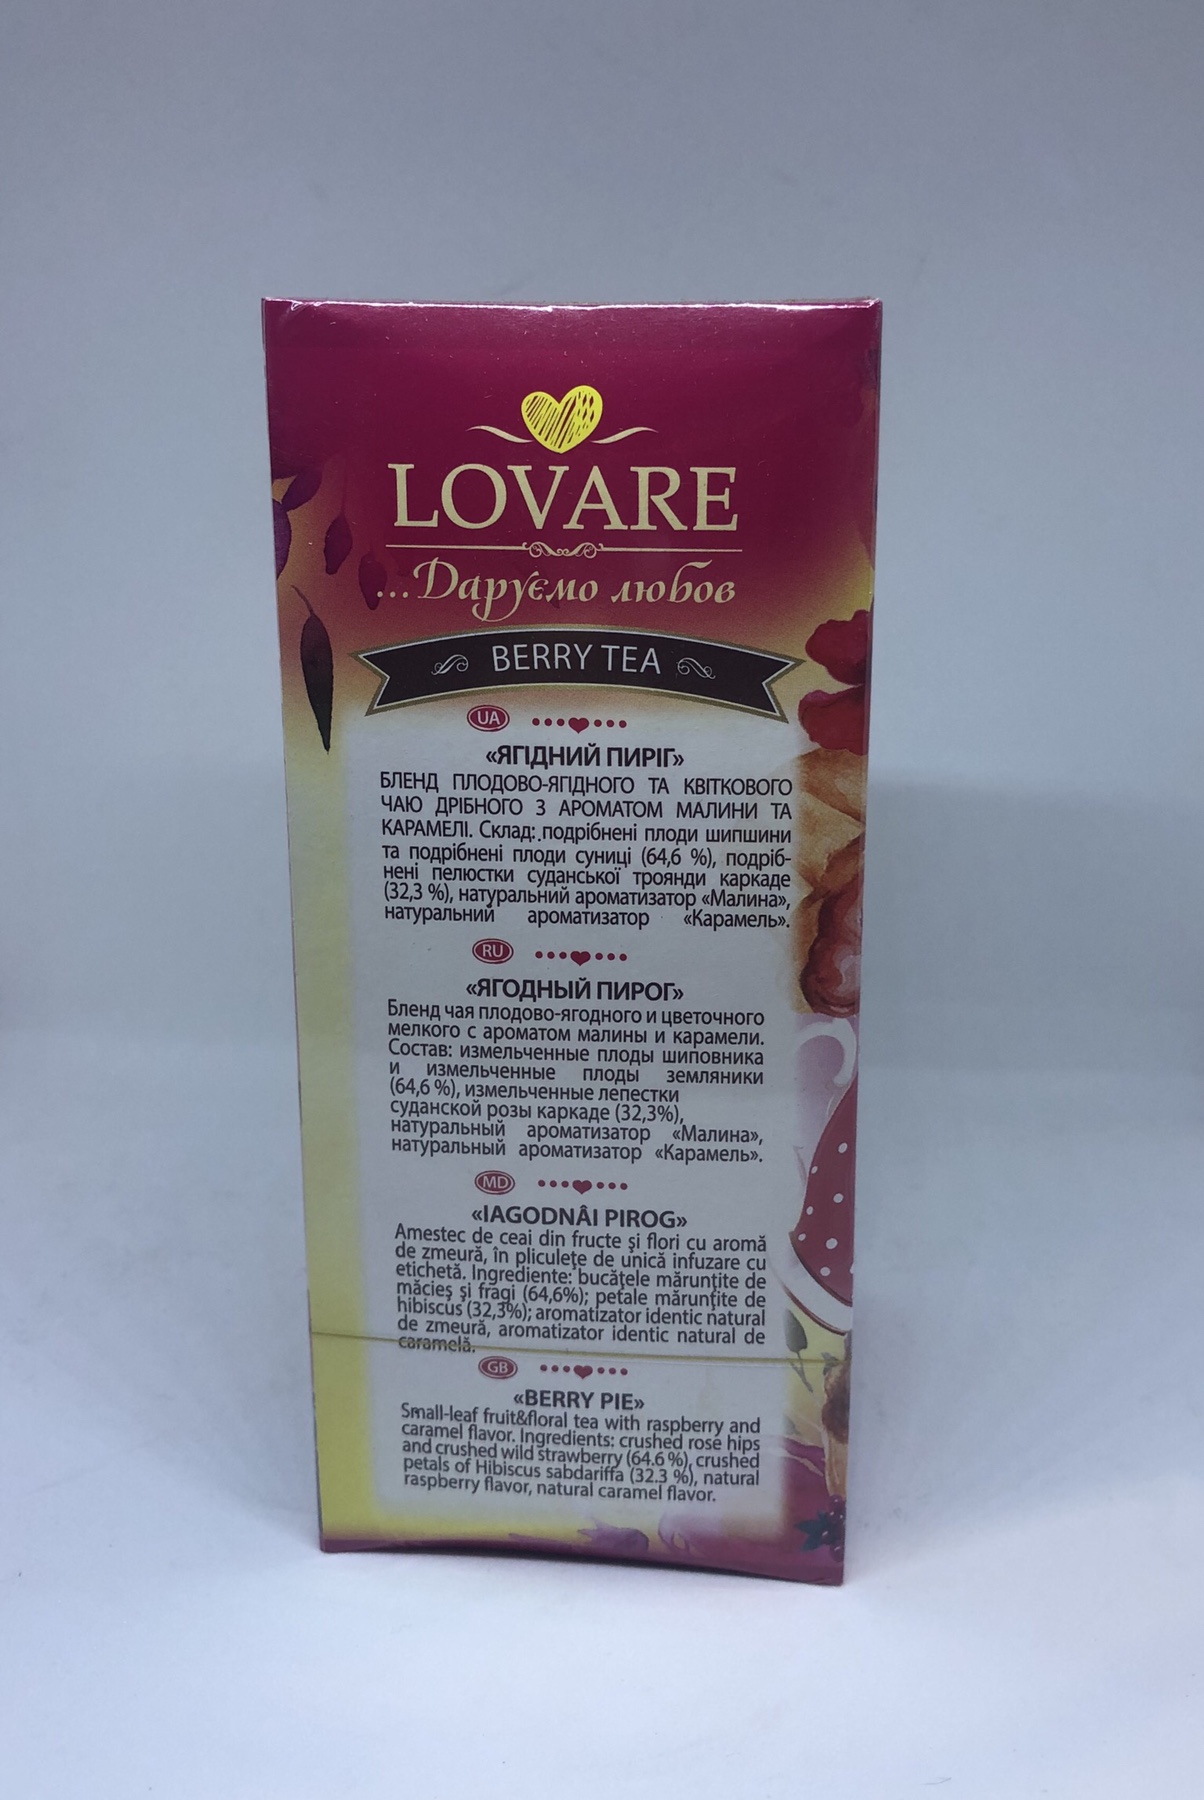 LOVARE
...Даруємо любов
BERRY TEA
UA
«ЯГІДНИЙ ПИРІГ»
БЛЕНД ПЛОДОВО-ЯГІДНОГО ТА КВІТКОВОГО
ЧАЮ ДРІБНОГО З АРОМАТОМ МАЛИНИ ТА
КАРАМЕЛІ. Склад: подрібнені плоди шипшини
та подрібнені плоди суниці (64,6 %), подріб-
нені пелюстки суданської троянди каркаде
(32,3 %), натуральний ароматизатор «Малина»,
натуральний ароматизатор «Карамель».
RU
«ЯГОДНЫЙ ПИРОГ»
Бленд чая плодово-ягодного и цветочного
мелкого с ароматом малины и карамели.
Состав: измельченные плоды шиповника
и измельченные плоды земляники
(64,6 %), измельченные лепестки
суданской розы каркаде (32,3%),
натуральный ароматизатор «Малина»,
натуральный ароматизатор «Карамель».
MD
«IAGODNÂI PIROG»
Amestec de ceai din fructe şi flori cu aromă
de zmeură, în pliculeţe de unică infuzare cu
etichetă. Ingrediente: bucăţele mărunţite de
măcieş şi fragi (64,6%); petale mărunţite de
hibiscus (32,3%); aromatizator identic natural
de zmeură, aromatizator identic natural de
caramelă.
GB
«BERRY PIE»
Small-leaf fruit&floral tea with raspberry and
caramel flavor. Ingredients: crushed rose hips
and crushed wild strawberry (64.6 %), crushed
petals of Hibiscus sabdariffa (32.3 %), natural
raspberry flavor, natural caramel flavor.